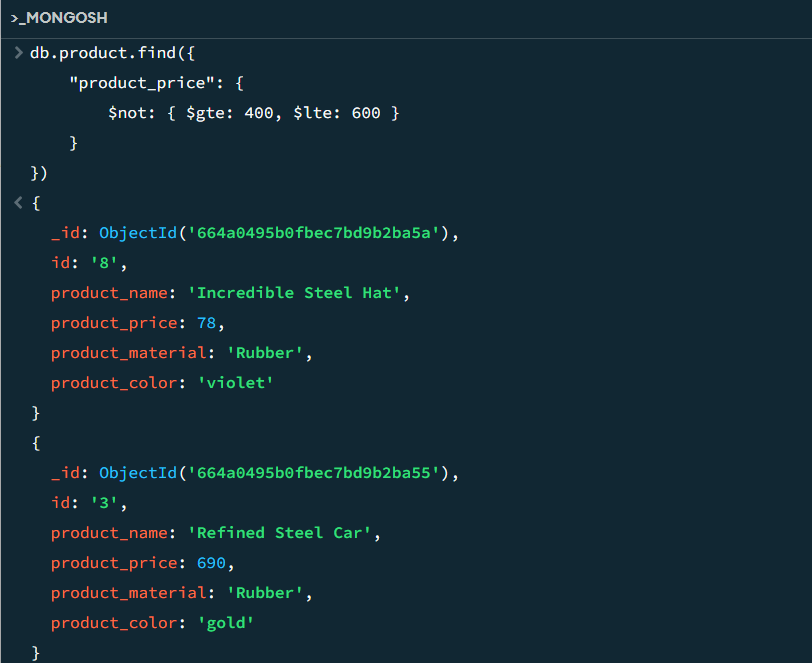 >_MONGOSH
> db.product.find({
"product_price": {
$not: { $gte: 400, $lte: 600 }
}
})
< {
_id: ObjectId('664a0495b0fbec7bd9b2ba5a'),
id: '8',
product_name: 'Incredible Steel Hat',
product_price: 78,
product_material: 'Rubber',
product_color: 'violet'
}
{
_id: ObjectId('664a0495b0fbec7bd9b2ba55'),
id: '3',
product_name: 'Refined Steel Car',
product_price: 690,
product_material: 'Rubber',
product_color: 'gold'
}